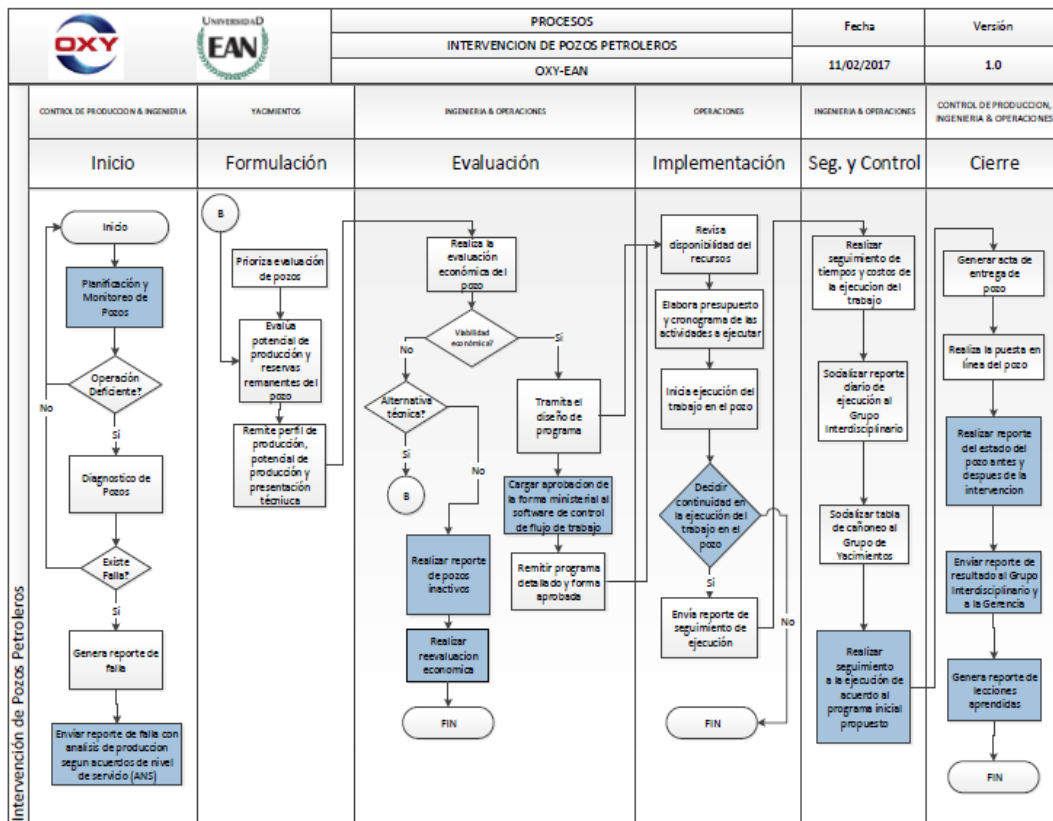 OXY
UNIVERSIDAD
EAN
PROCESOS
INTERVENCION DE POZOS PETROLEROS
OXY-EAN
Fecha
Versión
11/02/2017
1.0
Intervención de Pozos Petroleros
CONTROL DE PRODUCCION & INGENIERIA
Inicio
Inicio
Planificación y
Monitoreo de
Pozos
Operación
Deficiente?
No
Si
Diagnostico de
Pozos
Existe
Falla?
Si
Genera reporte de
falla
Enviar reporte de falla con
analisis de produccion
segun acuerdos de nivel
de servicio (ANS)
YACIMIENTOS
Formulación
B
Prioriza evaluación
de pozos
Evalúa
potencial de
producción y
reservas
remanentes del
pozo
Remite perfil de
producción,
potencial de
producción y
presentación
técniuca
INGENIERIA & OPERACIONES
Evaluación
Realiza la
evaluación
económica del
pozo
Viabilidad
económica?
No
Si
Alternativa
técnica?
Si
No
B
Tramita el
diseño de
programa
Cargar aprobacion de
la forma ministerial al
software de control
de flujo de trabajo
Realizar reporte
de pozos
inactivos
Remitir programa
detallado y forma
aprobada
Realizar
reevaluacion
economica
FIN
OPERACIONES
Implementación
Revisa
disponibilidad del
recursos
Elabora presupuesto
y cronograma de las
actividades a ejecutar
Inicia ejecución del
trabajo en el pozo
Decidir
continuidad en
la ejecución del
trabajo en el
pozo
Si
No
Envía reporte de
seguimiento de
ejecución
FIN
INGENIERIA & OPERACIONES
Seg. y Control
Realizar
seguimiento de
tiempos y costos de
la ejecucion del
trabajo
Socializar reporte
diario de
ejecución al
Grupo
Interdisciplinario
Socializar tabla
de cañoneo al
Grupo de
Yacimientos
Realizar
seguimiento
a la ejecución de
acuerdo al
programa inicial
propuesto
CONTROL DE PRODUCCION,
INGENIERIA & OPERACIONES
Cierre
Generar acta de
entrega de
pozo
Realiza la puesta en
línea del pozo
Realizar reporte
del estado del
pozo antes y
despues de la
intervencion
Enviar reporte de
resultado al Grupo
Interdisciplinario y
a la Gerencia
Genera reporte de
lecciones
aprendidas
FIN